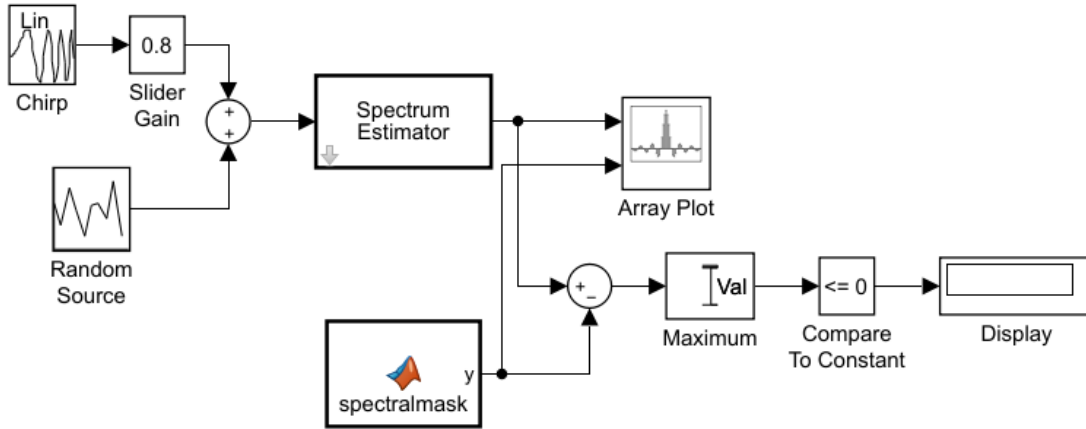 Lin
Chirp
0.8
Slider
Gain
+
+
Random
Source
Spectrum
Estimator
Array Plot
y
spectralmask
+
−
Val
Maximum
<= 0
Compare
To Constant
Display